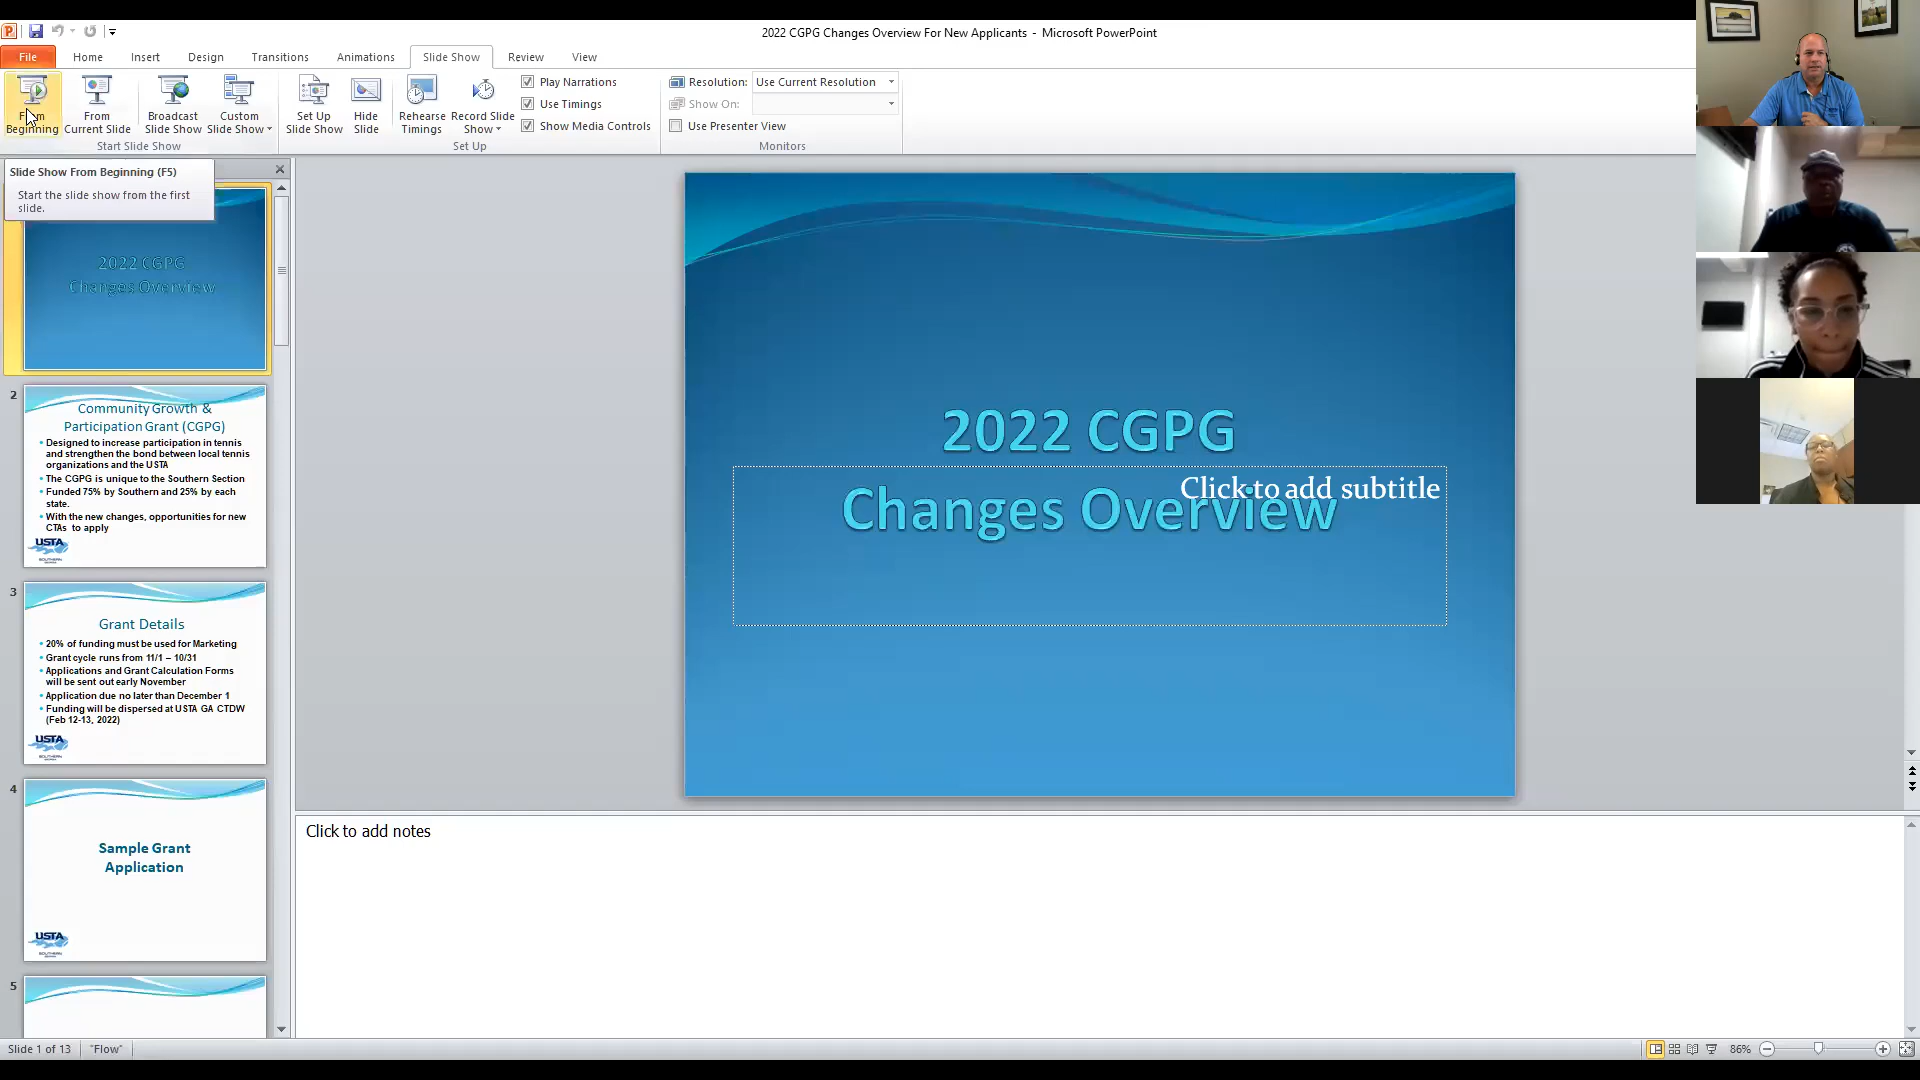 2022 CGPG Changes Overview For New Applicants - Microsoft PowerPoint
File Home Insert Design Transitions Animations Slide Show Review View
From Beginning
From Current Slide
Broadcast Slide Show
Custom Slide Show
Start Slide Show
Set Up Slide Show
Hide Slide
Rehearse Timings
Record Slide Show
Play Narrations
Use Timings
Show Media Controls
Set Up
Resolution: Use Current Resolution
Show On:
Use Presenter View
Monitors
Slide Show From Beginning (F5)
Start the slide show from the first
slide.
2022 CGPG
Changes Overview
2
Community Growth &
Participation Grant (CGPG)
• Designed to increase participation in tennis
and strengthen the bond between local tennis
organizations and the USTA
• The CGPG is unique to the Southern Section
• Funded 75% by Southern and 25% by each
state.
• With the new changes, opportunities for new
CTAs to apply
USTA
SOUTHERN
3
Grant Details
• 20% of funding must be used for Marketing
• Grant cycle runs from 11/1 – 10/31
• Applications and Grant Calculation Forms
will be sent out early November
• Application due no later than December 1
• Funding will be dispersed at USTA GA CTDW
(Feb 12-13, 2022)
USTA
SOUTHERN
4
Sample Grant
Application
USTA
SOUTHERN
5
2022 CGPG
Click to add subtitle
Changes Overview
Click to add notes
Slide 1 of 13 "Flow" 86%